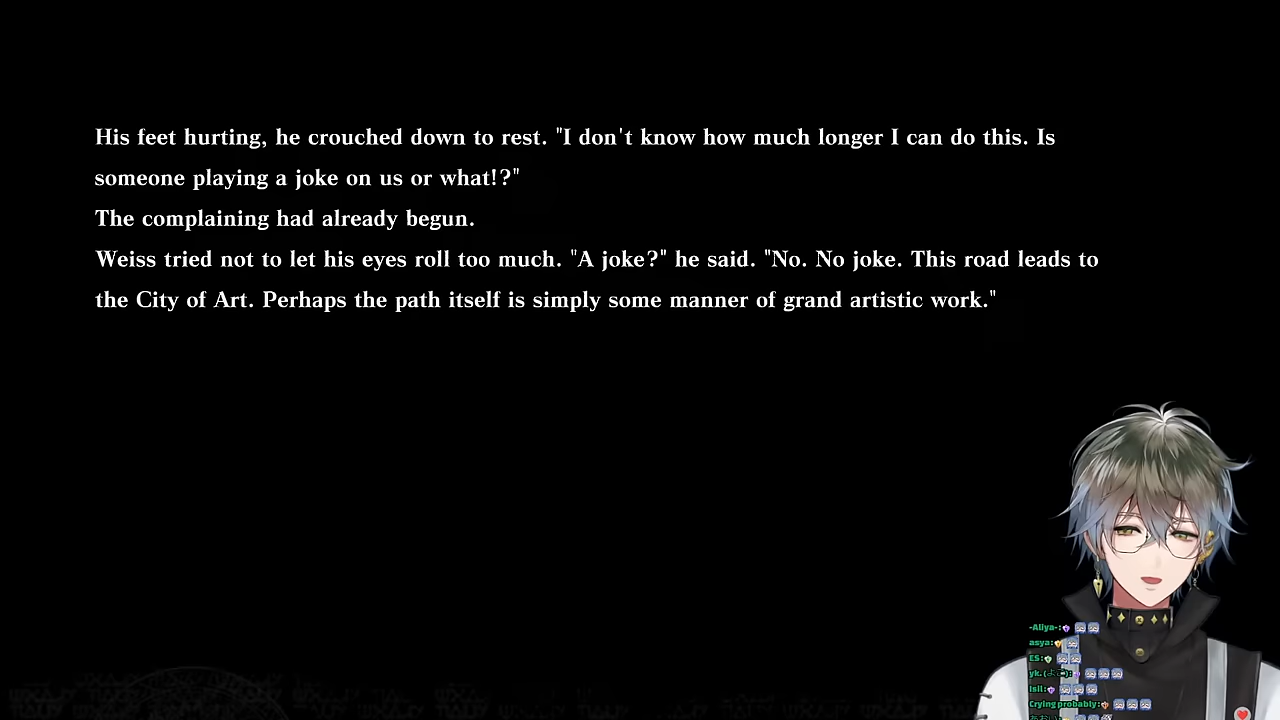 His feet hurting, he crouched down to rest. "I don't know how much longer I can do this. Is
someone playing a joke on us or what!?"
The complaining had already begun.
Weiss tried not to let his eyes roll too much. "A joke?" he said. "No. No joke. This road leads to
the City of Art. Perhaps the path itself is simply some manner of grand artistic work."
-Aliya-:
asya:
ES:
yk.
isil:
Crying probably: